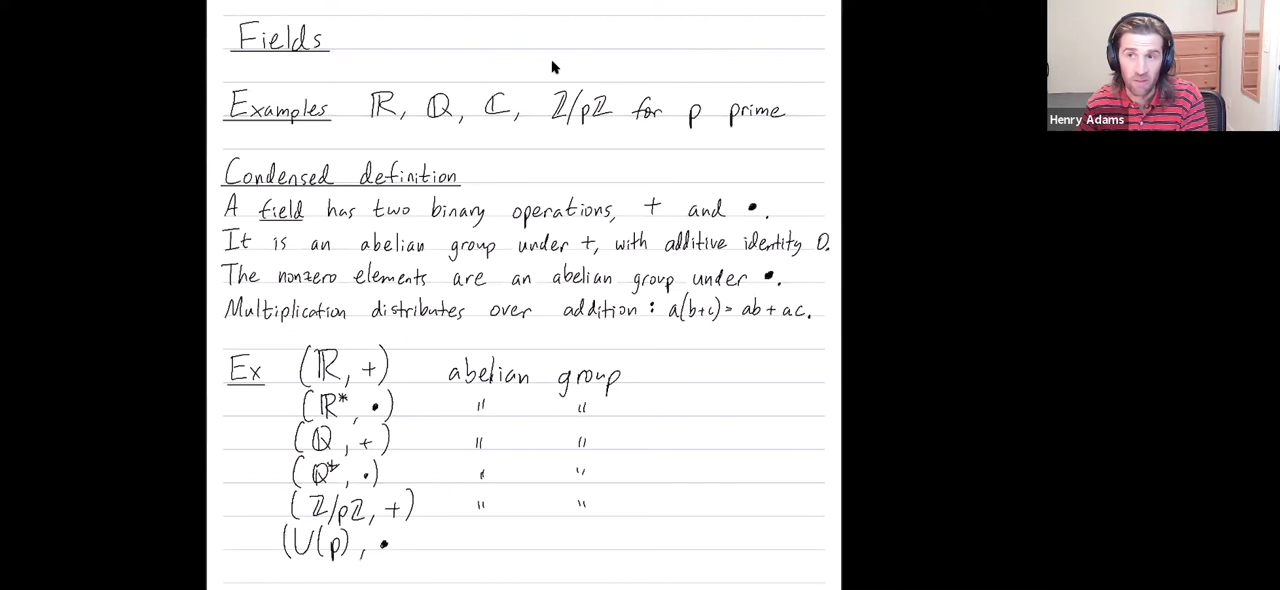 Fields
Examples ℝ, ℚ, ℂ, ℤ/pℤ for p prime
Condensed definition
A field has two binary operations, + and •.
It is an abelian group under +, with additive identity 0.
The nonzero elements are an abelian group under •.
Multiplication distributes over addition : a(b+c) = ab + ac.
Ex (ℝ, +) abelian group
(ℝ*, •) " "
(ℚ, +) " "
(ℚ*, •) " "
(ℤ/pℤ, +) " "
(U(p), •
Henry Adams